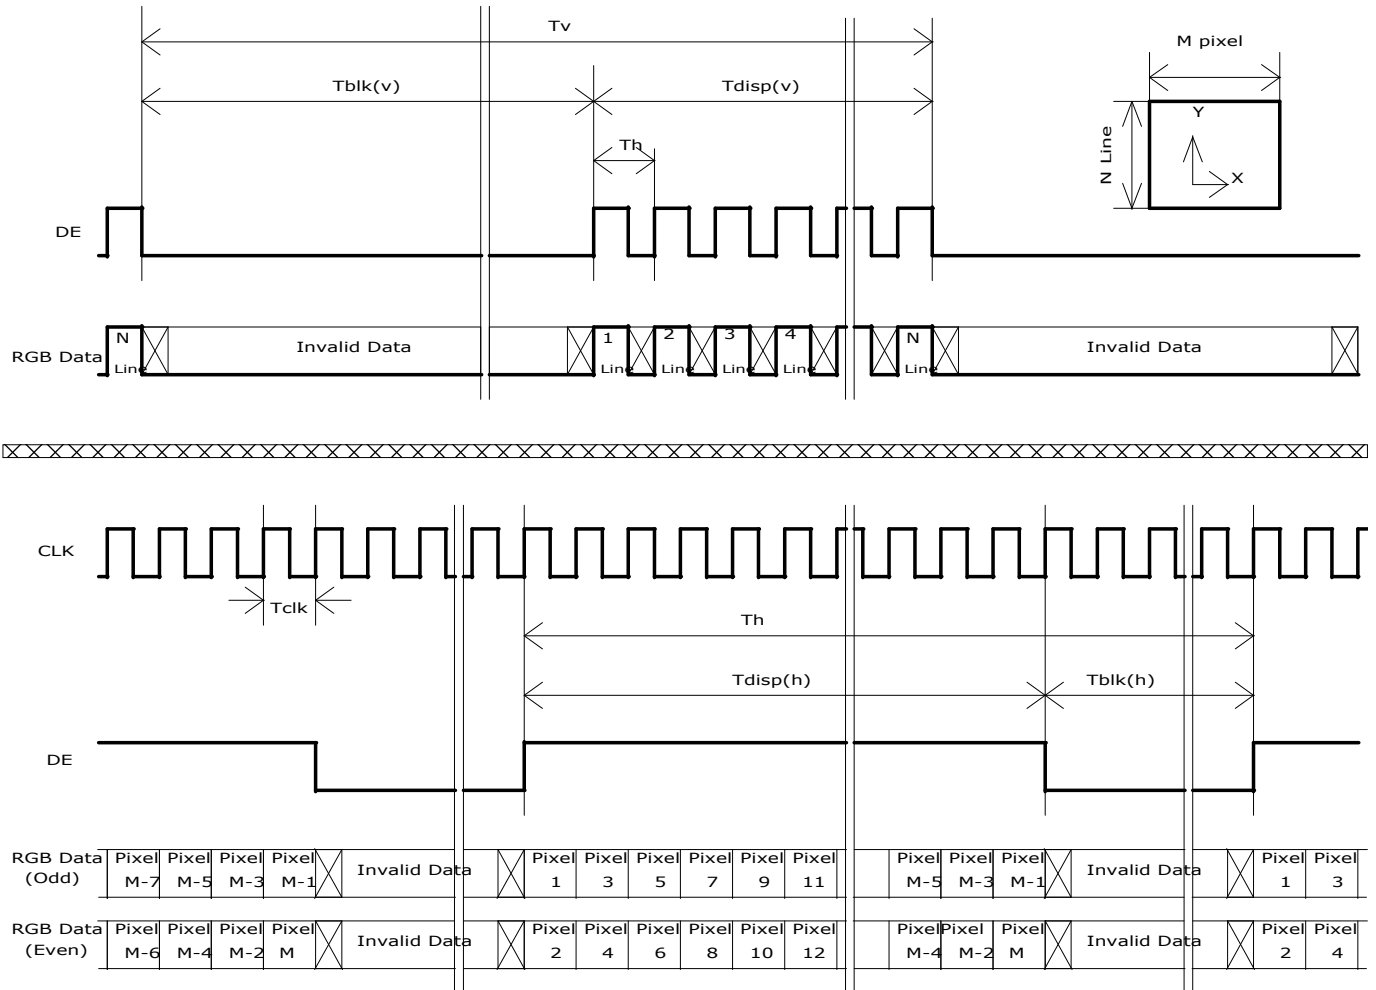 Tv
M pixel
Tblk(v)
Tdisp(v)
Y
N Line
Th
X
DE
N
1
2
3
4
N
Invalid Data
Invalid Data
RGB Data
Line
Line
Line
Line
Line
Line
CLK
Tclk
Th
Tdisp(h)
Tblk(h)
DE
RGB Data
(Odd)
Pixel Pixel Pixel Pixel
M-7 M-5 M-3 M-1
Invalid Data
Pixel Pixel Pixel Pixel Pixel Pixel
1 3 5 7 9 11
Pixel Pixel Pixel
M-5 M-3 M-1
Invalid Data
Pixel Pixel
1 3
RGB Data
(Even)
Pixel Pixel Pixel Pixel
M-6 M-4 M-2 M
Invalid Data
Pixel Pixel Pixel Pixel Pixel Pixel
2 4 6 8 10 12
Pixel Pixel Pixel
M-4 M-2 M
Invalid Data
Pixel Pixel
2 4